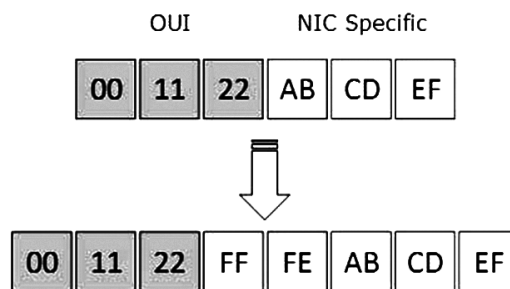 OUI NIC Specific
00 11 22 AB CD EF
00 11 22 FF FE AB CD EF